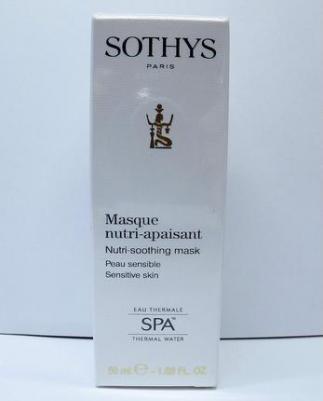 SOTHYS
PARIS
Masque
nutri-apaisant
Nutri-soothing mask
Peau sensible
Sensitive skin
EAU THERMALE
SPA™
THERMAL WATER
50 mL ℮ - 1.69 FL. OZ